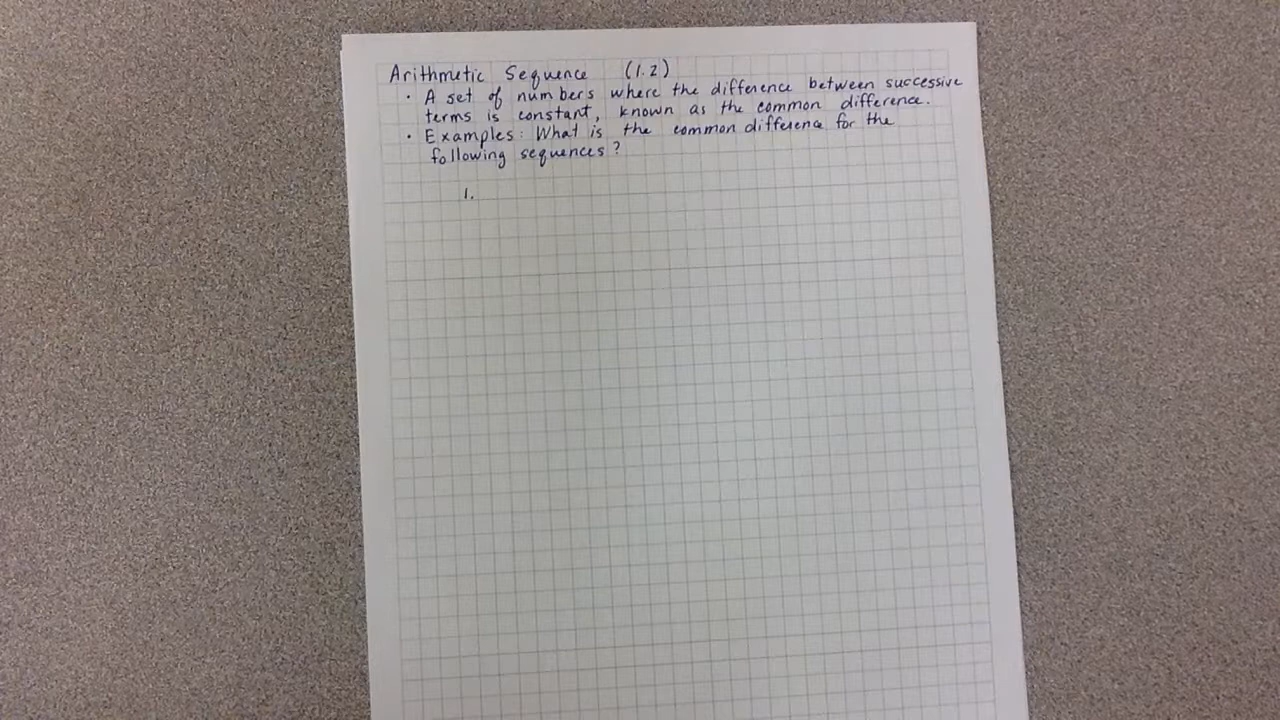 Arithmetic Sequence (1.2)
• A set of numbers where the difference between successive
terms is constant, known as the common difference.
• Examples: What is the common difference for the
following sequences?
1.